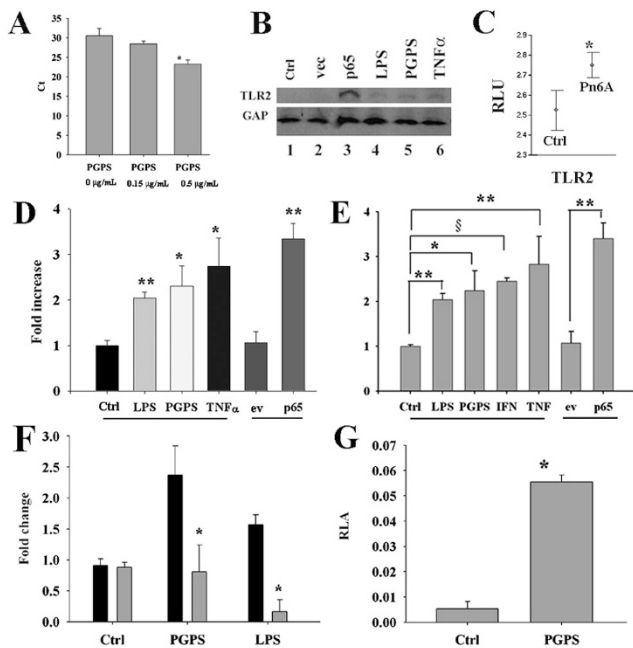 A
Ct
35
30
25
20
15
10
5
0
*
PGPS PGPS PGPS
0 µg/mL 0.15 µg/mL 0.5 µg/mL
B
Ctrl vec p65 LPS PGPS TNFα
TLR2
GAP
1 2 3 4 5 6
C
RLU
2.9
2.8
2.7
2.6
2.5
2.4
2.3
*
Pn6A
Ctrl
TLR2
D
Fold increase
4
3
2
1
0
** * * **
Ctrl LPS PGPS TNFα ev p65
E
4
3
2
1
0
** **
§
*
**
Ctrl LPS PGPS IFN TNF ev p65
F
Fold change
3.0
2.5
2.0
1.5
1.0
0.5
0.0
* *
Ctrl PGPS LPS
G
RLA
0.07
0.06
0.05
0.04
0.03
0.02
0.01
0.00
*
Ctrl PGPS